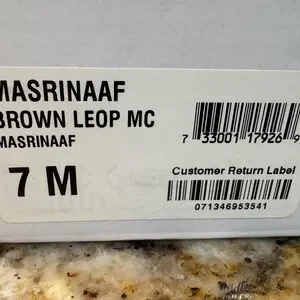 MASRINAAF
BROWN LEOP MC
MASRINAAF
7 M
7 33001 17926 9
Customer Return Label
071346953541